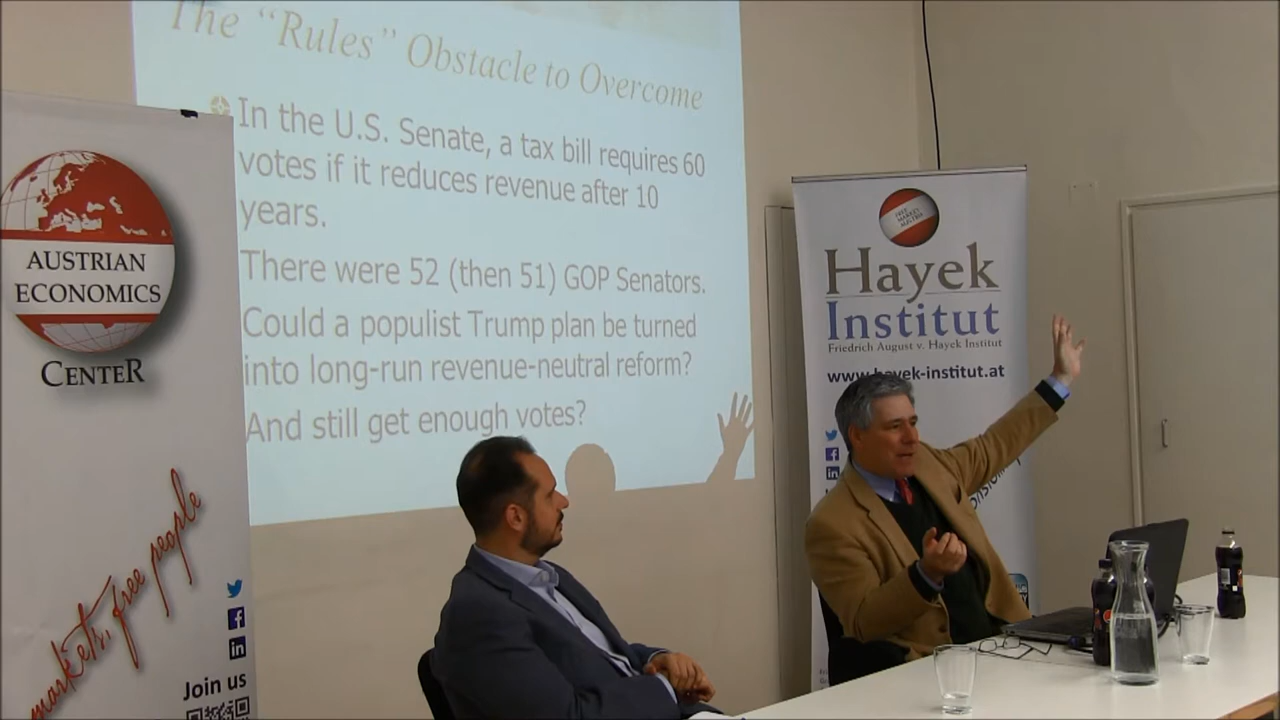 The “Rules” Obstacle to Overcome
In the U.S. Senate, a tax bill requires 60
votes if it reduces revenue after 10
years.
There were 52 (then 51) GOP Senators.
Could a populist Trump plan be turned
into long-run revenue-neutral reform?
And still get enough votes?
AUSTRIAN
ECONOMICS
CENTER
markets, free people
Join us
Hayek
Institut
Friedrich August v. Hayek Institut
www.hayek-institut.at